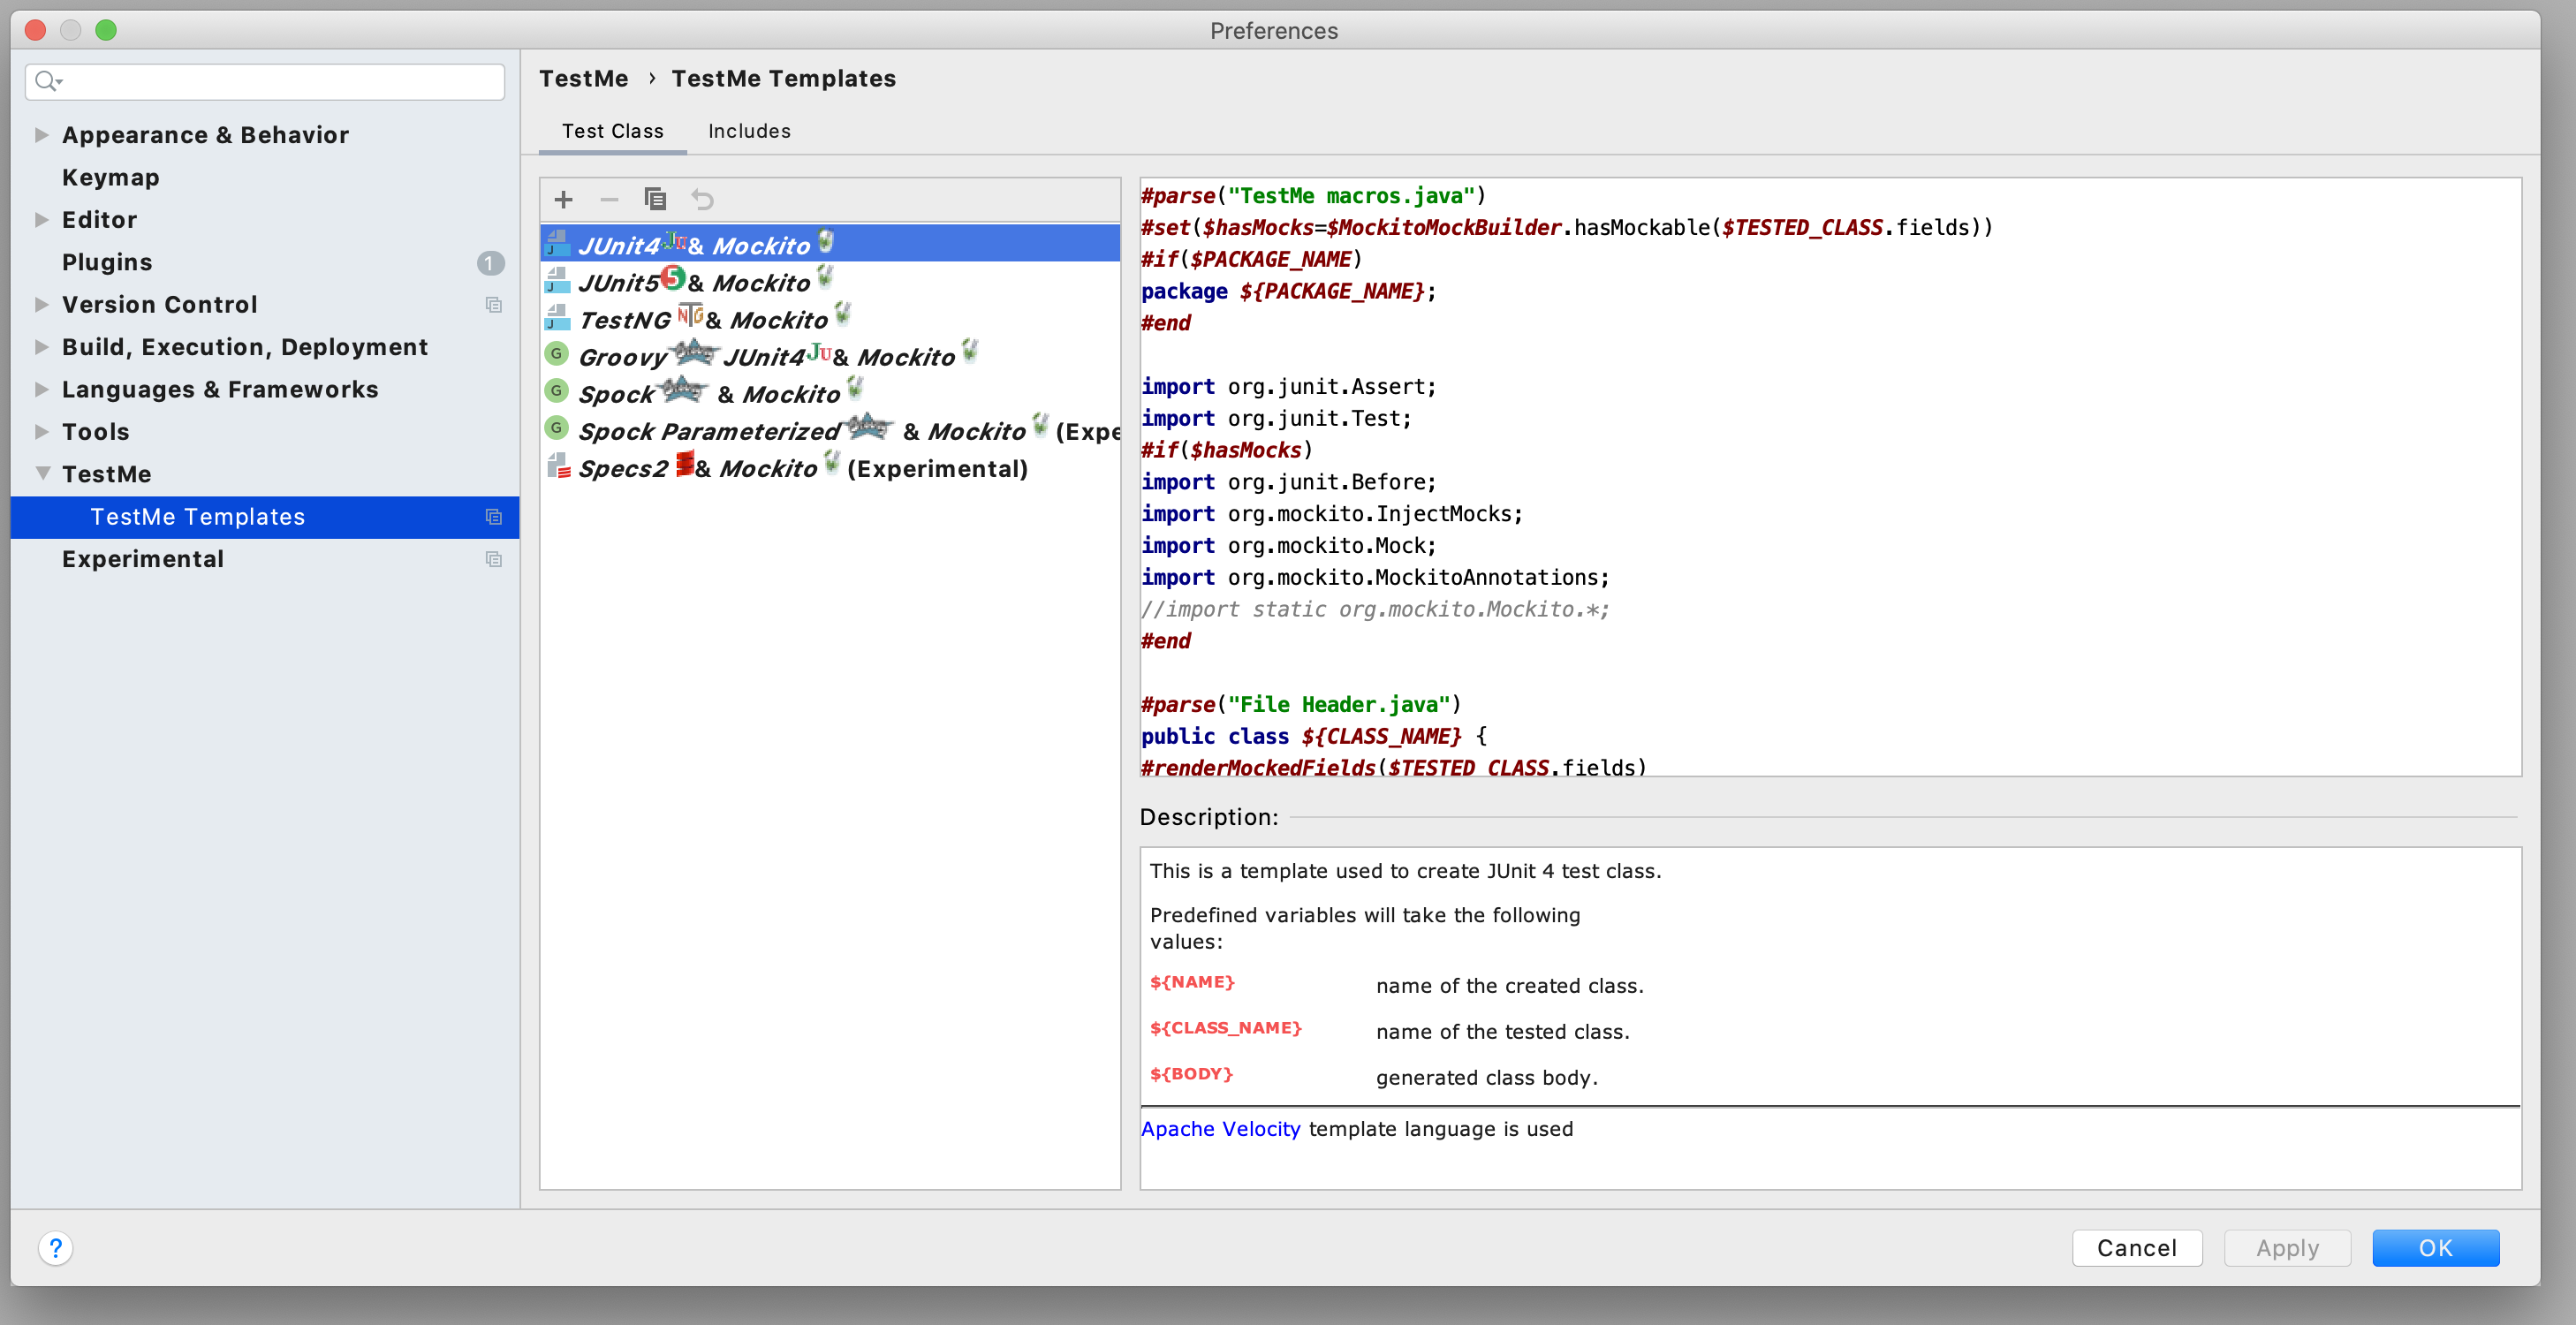 Preferences
Appearance & Behavior
Keymap
Editor
Plugins 1
Version Control
Build, Execution, Deployment
Languages & Frameworks
Tools
TestMe
TestMe Templates
Experimental
TestMe › TestMe Templates
Test Class Includes
JUnit4 JU & Mockito
JUnit5 5 & Mockito
TestNG NTG & Mockito
Groovy JUnit4 JU & Mockito
Spock & Mockito
Spock Parameterized & Mockito (Expe
Specs2 & Mockito (Experimental)
#parse("TestMe macros.java")
#set($hasMocks=$MockitoMockBuilder.hasMockable($TESTED_CLASS.fields))
#if($PACKAGE_NAME)
package ${PACKAGE_NAME};
#end
import org.junit.Assert;
import org.junit.Test;
#if($hasMocks)
import org.junit.Before;
import org.mockito.InjectMocks;
import org.mockito.Mock;
import org.mockito.MockitoAnnotations;
//import static org.mockito.Mockito.*;
#end
#parse("File Header.java")
public class ${CLASS_NAME} {
#renderMockedFields($TESTED_CLASS.fields)
Description:
This is a template used to create JUnit 4 test class.
Predefined variables will take the following
values:
${NAME} name of the created class.
${CLASS_NAME} name of the tested class.
${BODY} generated class body.
Apache Velocity template language is used
? Cancel Apply OK